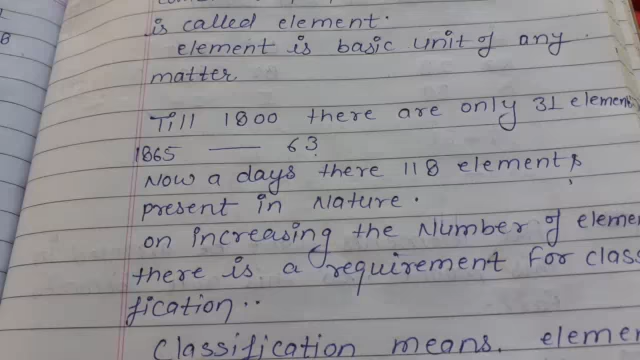 is called element.
element is basic unit of any
matter
Till 1800 there are only 31 element
1865 — 63
Now a days there 118 elements
present in Nature.
on increasing the Number of eleme
there is a requirement for class
fication..
Classification means. elemen